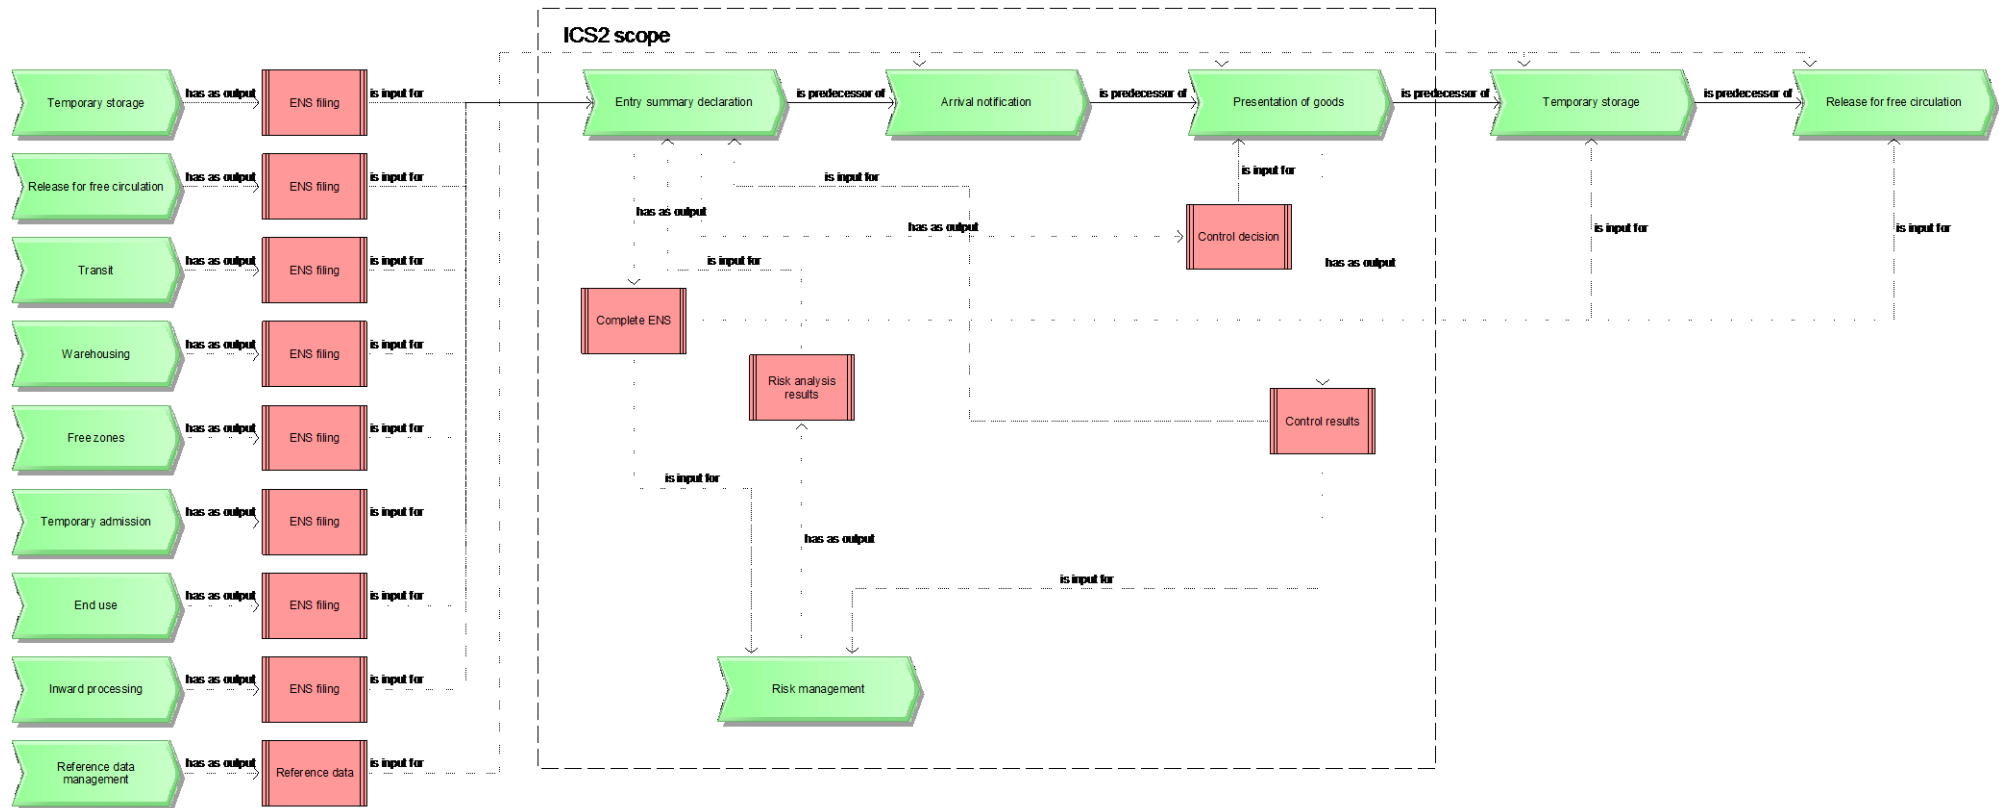 ICS2 scope
Temporary storage
has as output
ENS filing
is input for
Entry summary declaration
is predecessor of
Arrival notification
is predecessor of
Presentation of goods
is predecessor of
Temporary storage
is predecessor of
Release for free circulation
Release for free circulation
has as output
ENS filing
is input for
is input for
is input for
has as output
has as output
Control decision
is input for
is input for
Transit
has as output
ENS filing
is input for
is input for
has as output
Complete ENS
Warehousing
has as output
ENS filing
is input for
Risk analysis
results
Control results
Free zones
has as output
ENS filing
is input for
is input for
Temporary admission
has as output
ENS filing
is input for
has as output
is input for
End use
has as output
ENS filing
is input for
Inward processing
has as output
ENS filing
is input for
Risk management
Reference data
management
has as output
Reference data
is input for